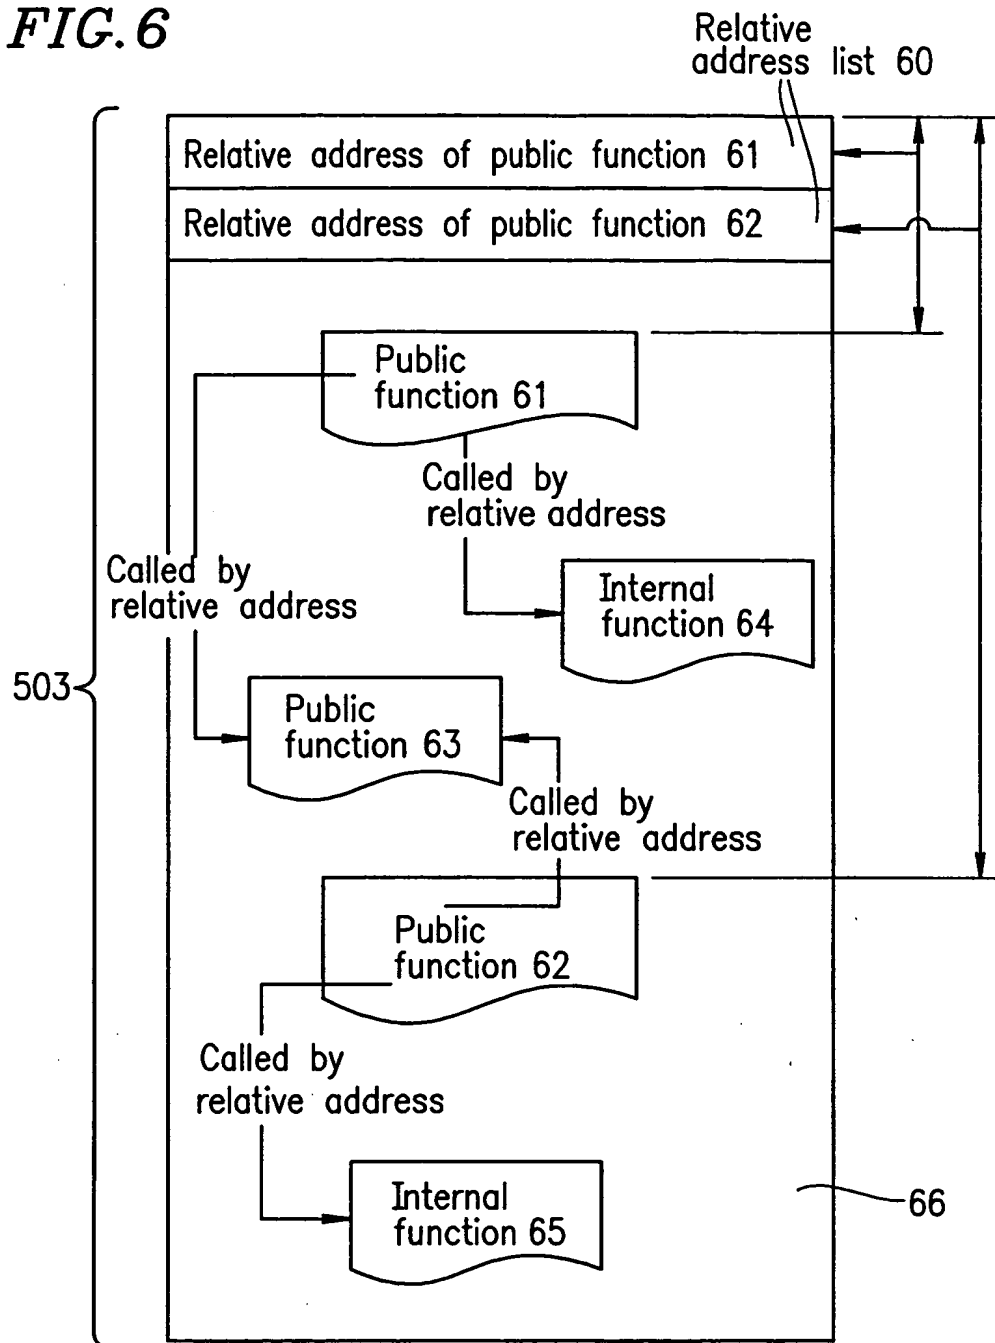 FIG. 6
Relative
address list 60
Relative address of public function 61
Relative address of public function 62
Public
function 61
Called by
relative address
Called by
relative address
Internal
function 64
503
Public
function 63
Called by
relative address
Public
function 62
Called by
relative address
66
Internal
function 65